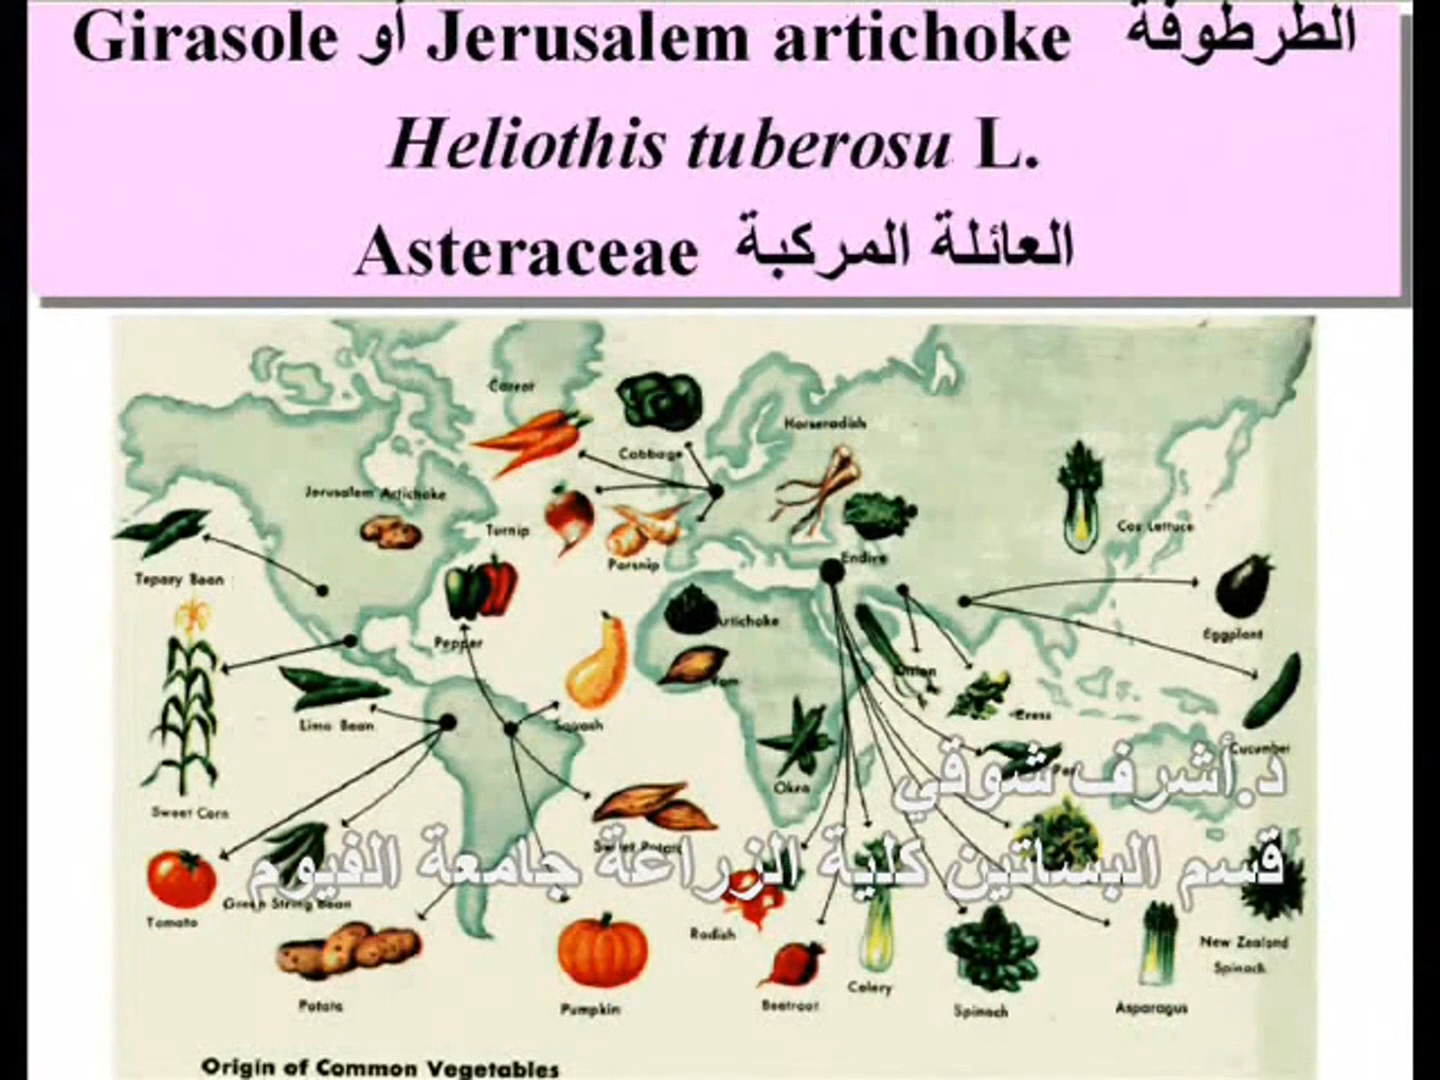 الطرطوفة Jerusalem artichoke أو Girasole
Heliothis tuberosu L.
العائلة المركبة Asteraceae
Carrot
Cabbage
Horseradish
Jerusalem Artichoke
Turnip
Parsnip
Endive
Cos Lettuce
Tepary Bean
Pepper
Artichoke
Eggplant
Yam
Onion
Lima Bean
Squash
Cress
Cucumber
د.أشرف شوقي
Okra
Sweet Corn
Sweet Potato
قسم البساتين كلية الزراعة جامعة الفيوم
Green String Bean
Tomato
Radish
New Zealand
Spinach
Celery
Potato
Pumpkin
Beetroot
Spinach
Asparagus
Origin of Common Vegetables